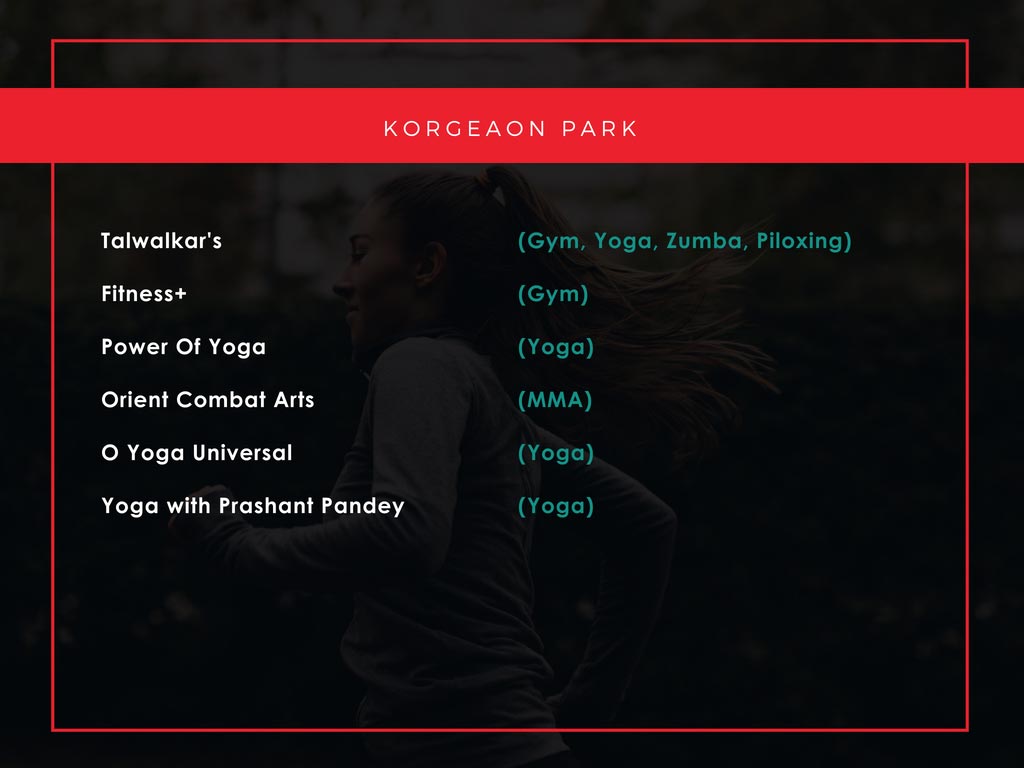 KORGEAON PARK
Talwalkar's (Gym, Yoga, Zumba, Piloxing)
Fitness+ (Gym)
Power Of Yoga (Yoga)
Orient Combat Arts (MMA)
O Yoga Universal (Yoga)
Yoga with Prashant Pandey (Yoga)